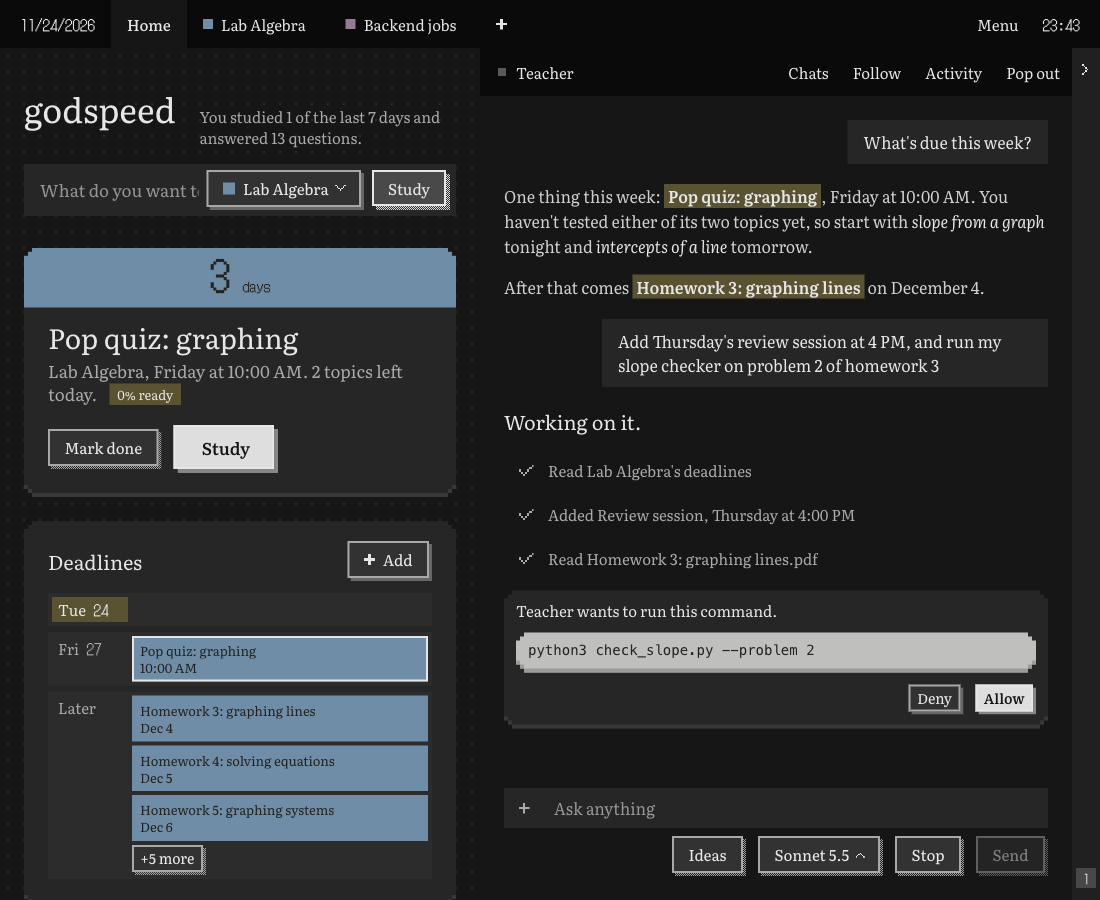 11/24/2026
Home
Lab Algebra
Backend jobs
+
Menu
23:43
Teacher
Chats
Follow
Activity
Pop out
godspeed
You studied 1 of the last 7 days and
answered 13 questions.
What do you want to
Lab Algebra
Study
3 days
Pop quiz: graphing
Lab Algebra, Friday at 10:00 AM. 2 topics left
today. 0% ready
Mark done
Study
Deadlines
+ Add
Tue 24
Fri 27
Pop quiz: graphing
10:00 AM
Later
Homework 3: graphing lines
Dec 4
Homework 4: solving equations
Dec 5
Homework 5: graphing systems
Dec 6
+5 more
What's due this week?
One thing this week: Pop quiz: graphing, Friday at 10:00 AM. You
haven't tested either of its two topics yet, so start with slope from a graph
tonight and intercepts of a line tomorrow.
After that comes Homework 3: graphing lines on December 4.
Add Thursday's review session at 4 PM, and run my
slope checker on problem 2 of homework 3
Working on it.
Read Lab Algebra's deadlines
Added Review session, Thursday at 4:00 PM
Read Homework 3: graphing lines.pdf
Teacher wants to run this command.
python3 check_slope.py --problem 2
Deny
Allow
+ Ask anything
Ideas
Sonnet 5.5
Stop
Send
1